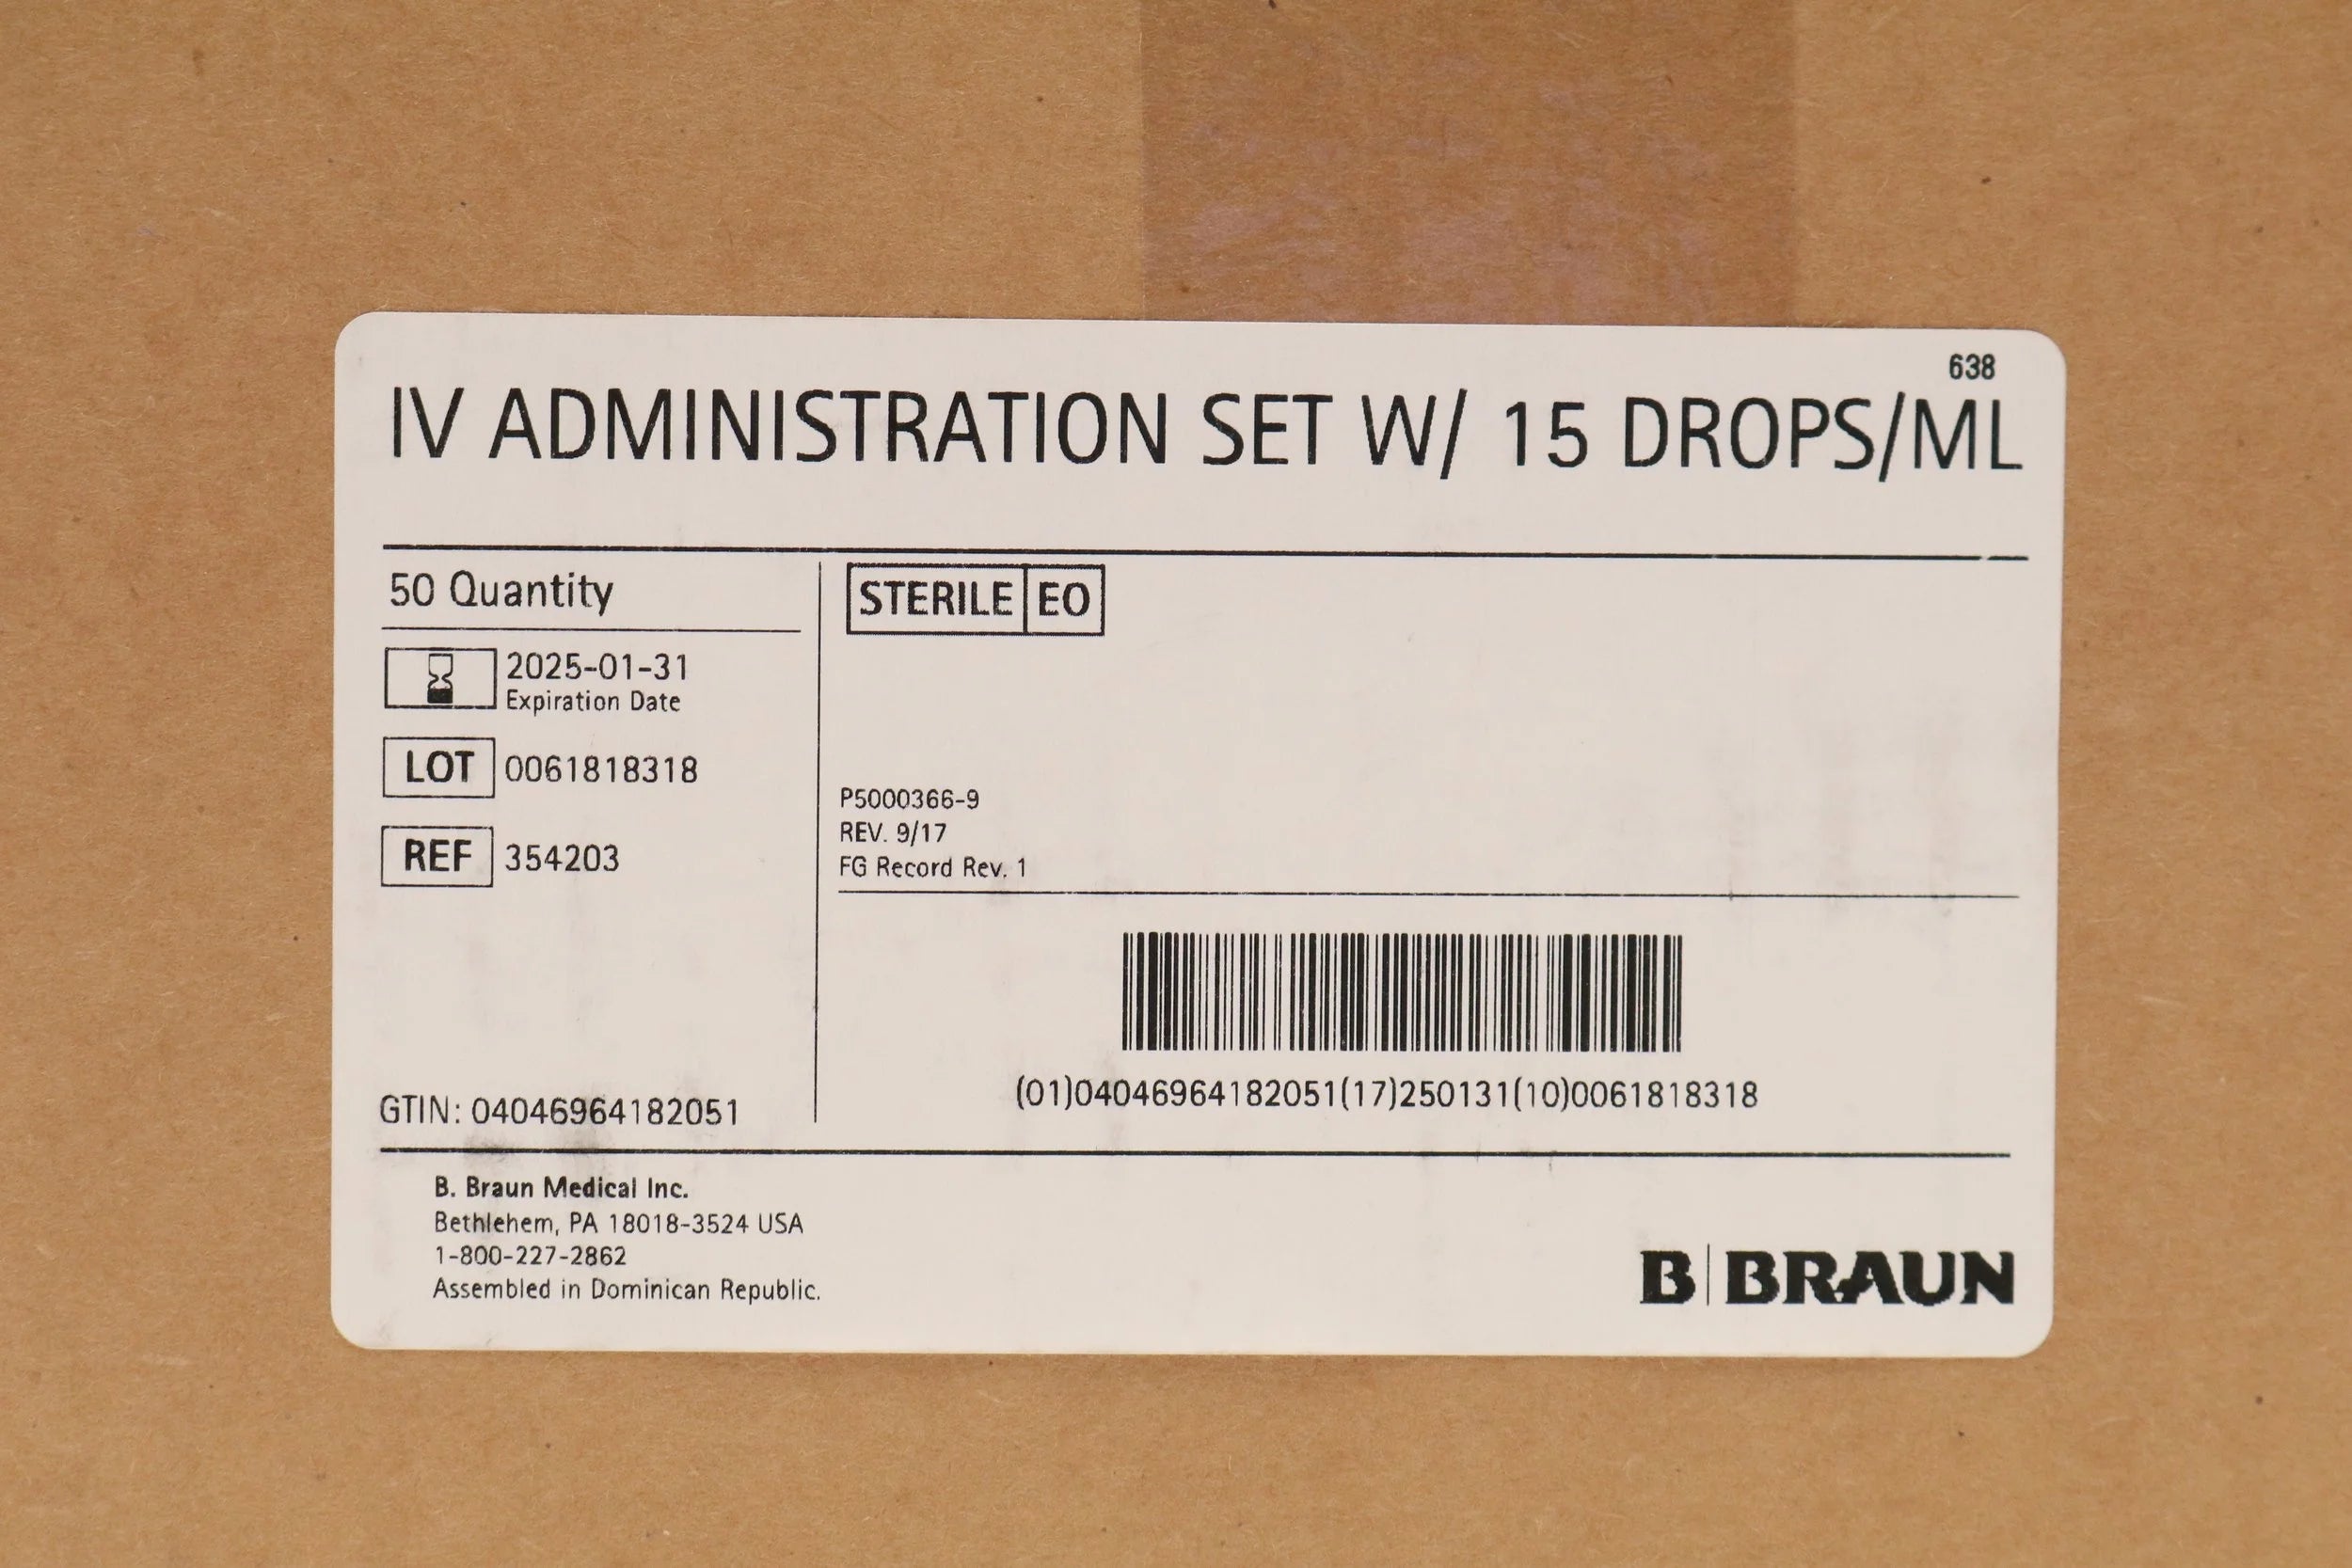 638
IV ADMINISTRATION SET W/ 15 DROPS/ML
50 Quantity
STERILE EO
2025-01-31
Expiration Date
LOT 0061818318
REF 354203
P5000366-9
REV. 9/17
FG Record Rev. 1
GTIN: 04046964182051
(01)04046964182051(17)250131(10)0061818318
B. Braun Medical Inc.
Bethlehem, PA 18018-3524 USA
1-800-227-2862
Assembled in Dominican Republic.
B BRAUN